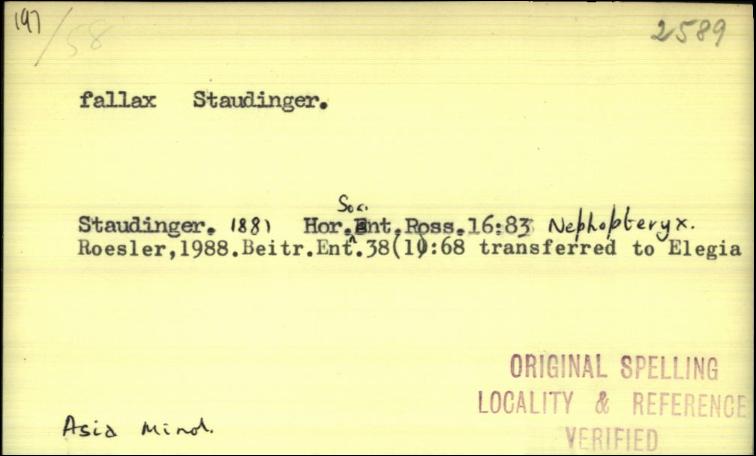 197/58 2589
fallax Staudinger.
Staudinger. 1881 Hor.Soc.Ent.Ross.16:83 Nephopteryx.
Roesler,1988.Beitr.Ent.38(1):68 transferred to Elegia
ORIGINAL SPELLING
LOCALITY & REFERENCE
VERIFIED
Asia Minor.